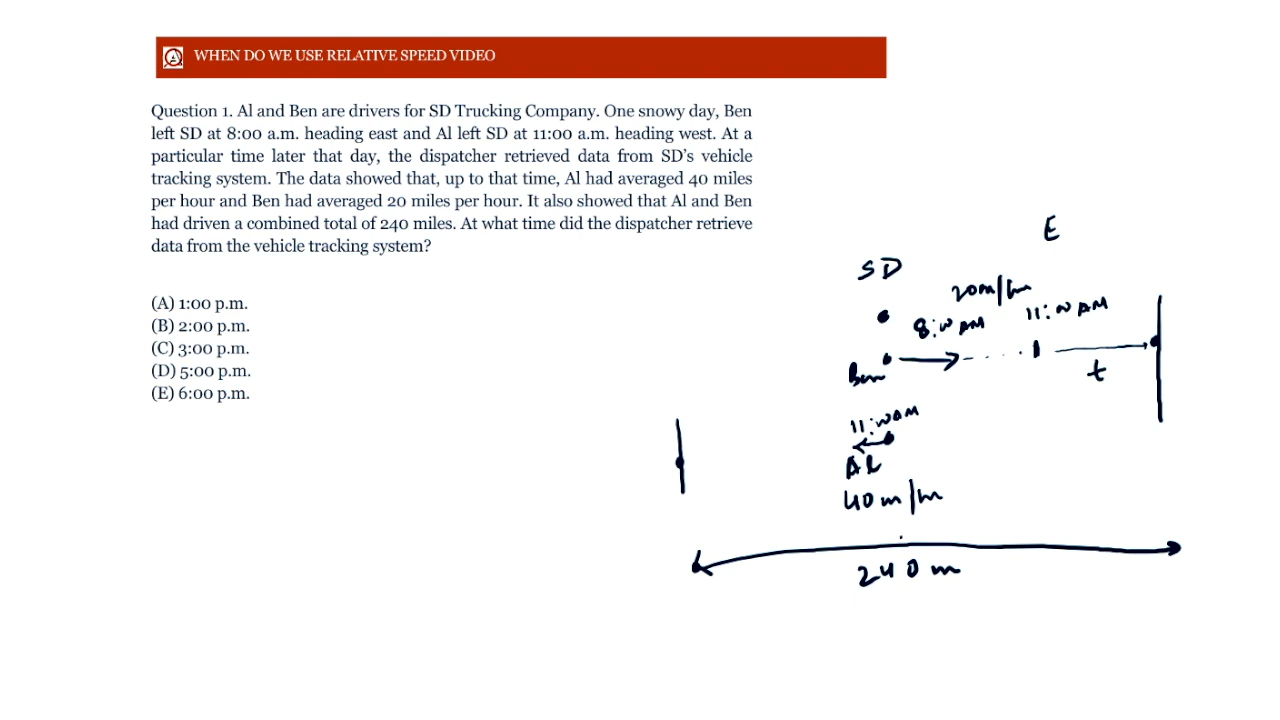 WHEN DO WE USE RELATIVE SPEED VIDEO
Question 1. Al and Ben are drivers for SD Trucking Company. One snowy day, Ben
left SD at 8:00 a.m. heading east and Al left SD at 11:00 a.m. heading west. At a
particular time later that day, the dispatcher retrieved data from SD's vehicle
tracking system. The data showed that, up to that time, Al had averaged 40 miles
per hour and Ben had averaged 20 miles per hour. It also showed that Al and Ben
had driven a combined total of 240 miles. At what time did the dispatcher retrieve
data from the vehicle tracking system?
(A) 1:00 p.m.
(B) 2:00 p.m.
(C) 3:00 p.m.
(D) 5:00 p.m.
(E) 6:00 p.m.
E
SD
20m/hr
8:00 AM 11:00 AM
Ben
t
11:00AM
AL
40m/hr
240 m